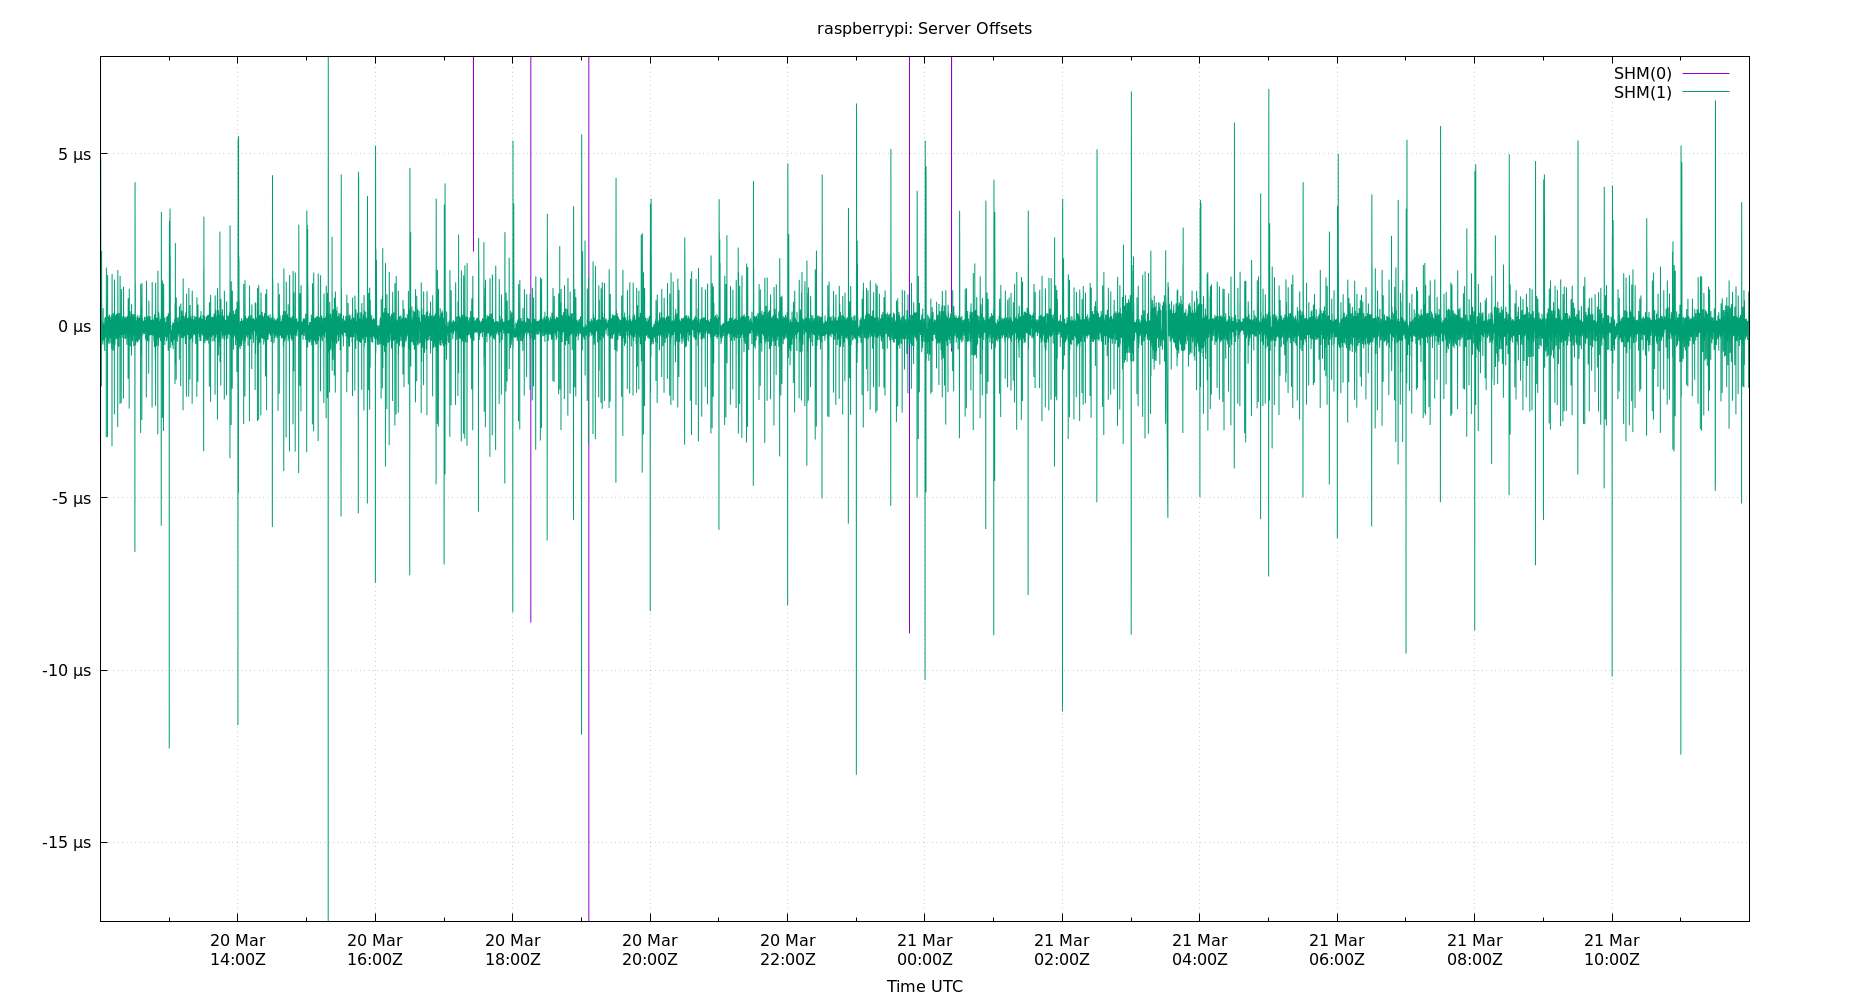 raspberrypi: Server Offsets
SHM(0)
SHM(1)
5 µs
0 µs
-5 µs
-10 µs
-15 µs
20 Mar 20 Mar 20 Mar 20 Mar 20 Mar 21 Mar 21 Mar 21 Mar 21 Mar 21 Mar 21 Mar
14:00Z 16:00Z 18:00Z 20:00Z 22:00Z 00:00Z 02:00Z 04:00Z 06:00Z 08:00Z 10:00Z
Time UTC